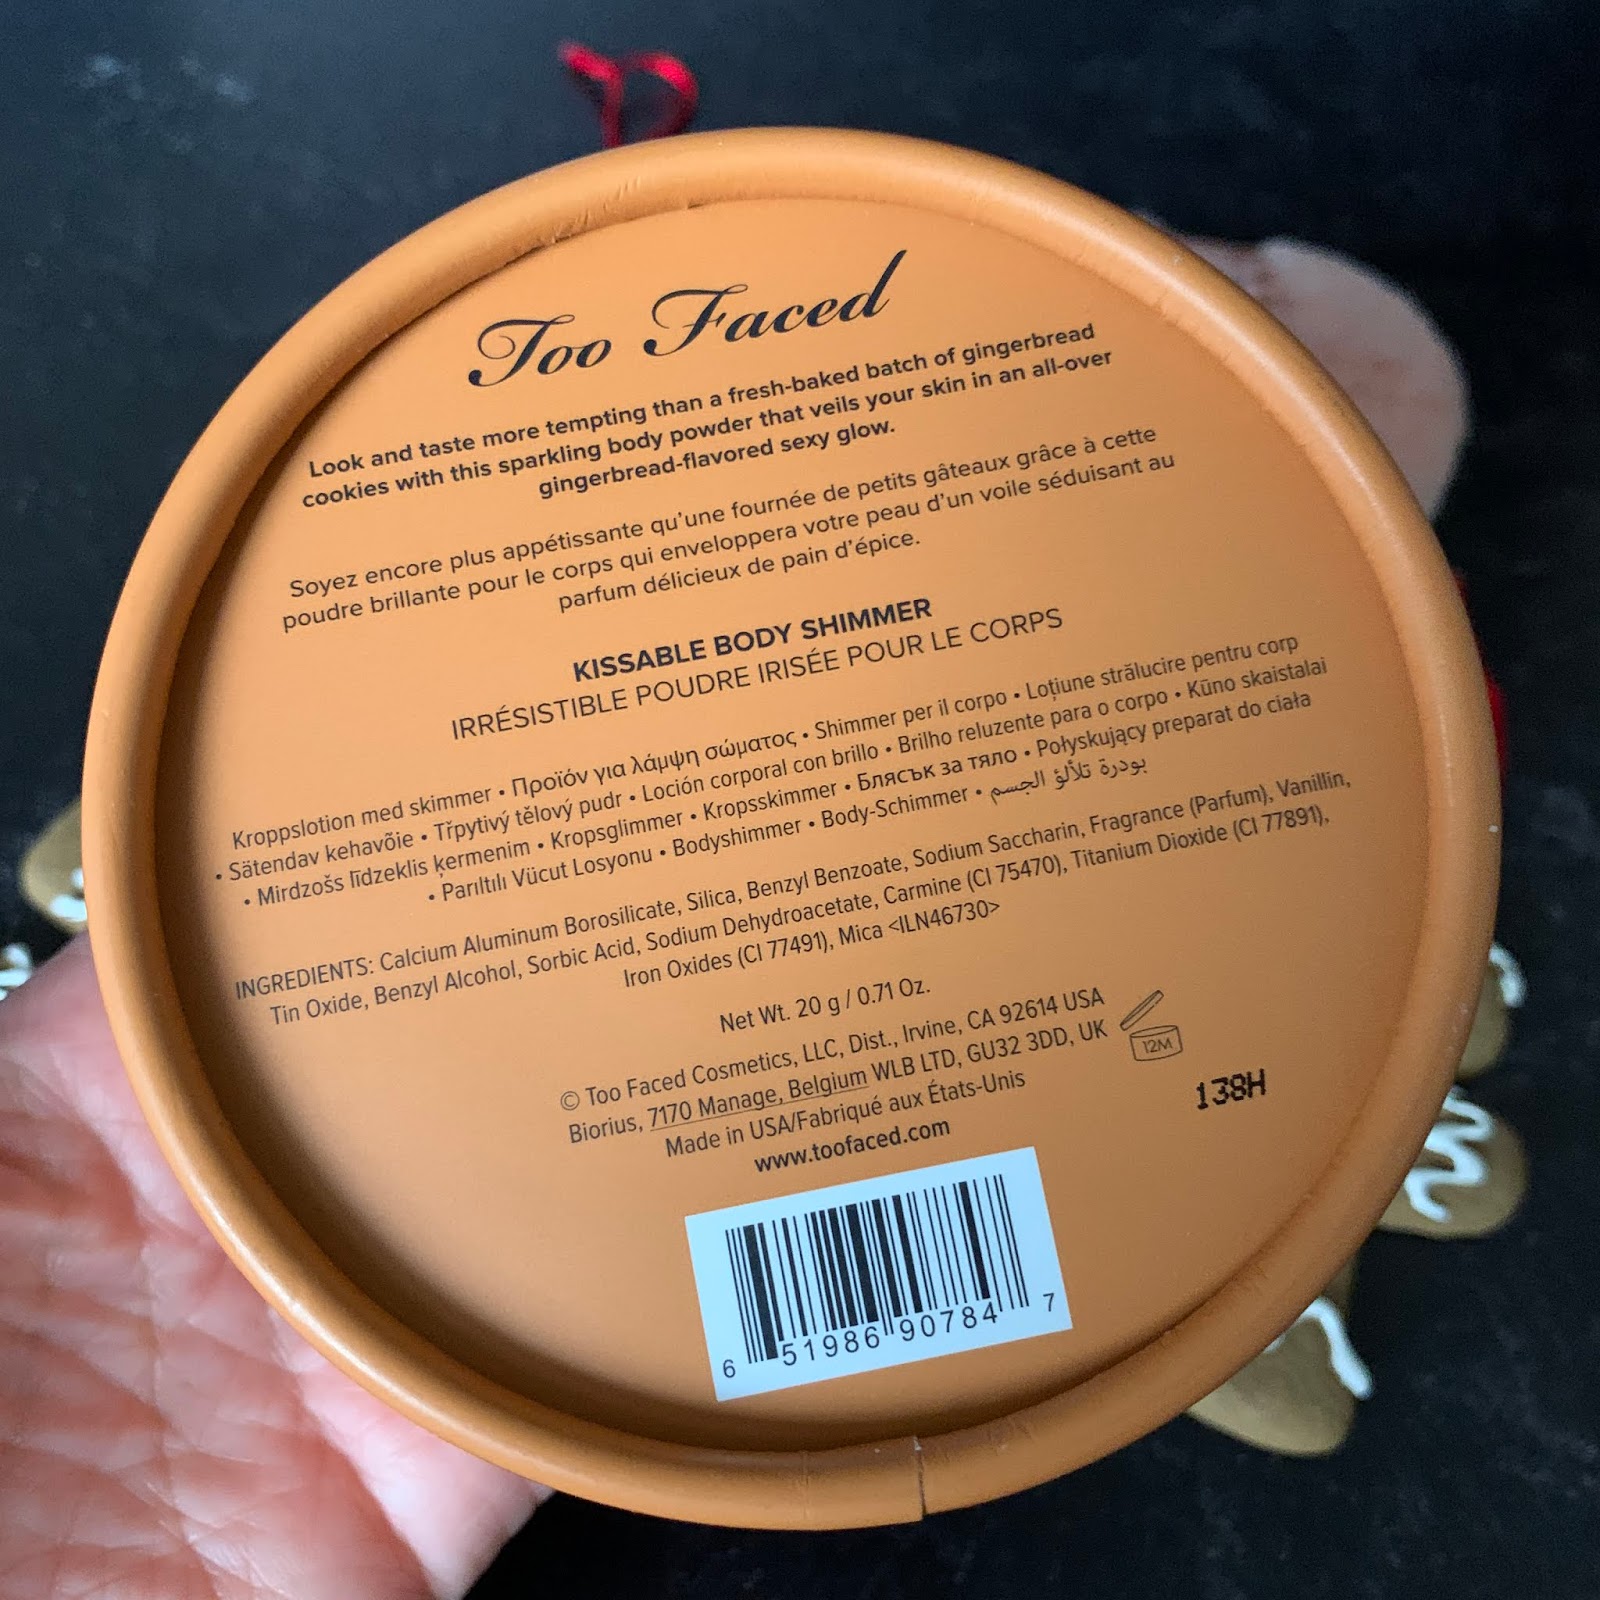 Too Faced
Look and taste more tempting than a fresh-baked batch of gingerbread
cookies with this sparkling body powder that veils your skin in an all-over
gingerbread-flavored sexy glow.
Soyez encore plus appétissante qu'une fournée de petits gâteaux grâce à cette
poudre brillante pour le corps qui enveloppera votre peau d'un voile séduisant au
parfum délicieux de pain d'épice.
KISSABLE BODY SHIMMER
IRRÉSISTIBLE POUDRE IRISÉE POUR LE CORPS
Kroppslotion med skimmer • Προϊόν για λάμψη σώματος • Shimmer per il corpo • Loțiune strălucire pentru corp
• Sätendav kehavõie • Třpytivý tělový pudr • Loción corporal con brillo • Brilho reluzente para o corpo • Kūno skaistalai
• Mirdzošs līdzeklis ķermenim • Kropsglimmer • Kropsskimmer • Блясък за тяло • Połyskujący preparat do ciała
• Parıltılı Vücut Losyonu • Bodyshimmer • Body-Schimmer • بودرة تلألؤ الجسم
INGREDIENTS: Calcium Aluminum Borosilicate, Silica, Benzyl Benzoate, Sodium Saccharin, Fragrance (Parfum), Vanillin,
Tin Oxide, Benzyl Alcohol, Sorbic Acid, Sodium Dehydroacetate, Carmine (CI 75470), Titanium Dioxide (CI 77891),
Iron Oxides (CI 77491), Mica <ILN46730>
Net Wt. 20 g / 0.71 Oz.
© Too Faced Cosmetics, LLC, Dist., Irvine, CA 92614 USA
Biorius, 7170 Manage, Belgium WLB LTD, GU32 3DD, UK
12M
Made in USA/Fabriqué aux États-Unis
www.toofaced.com
138H
6 51986 90784 7